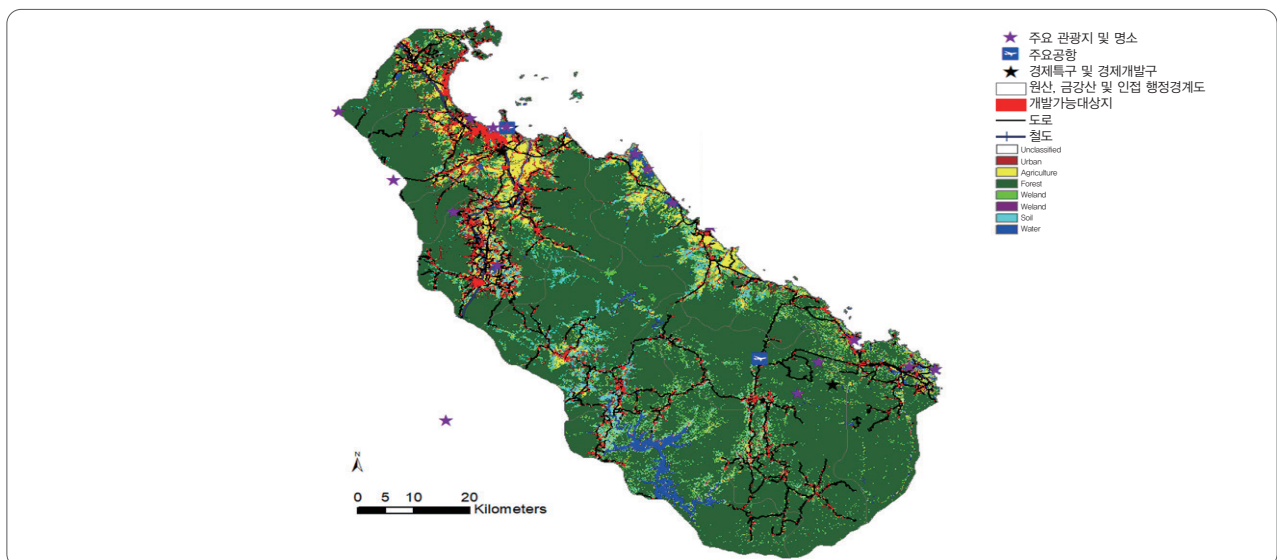 주요 관광지 및 명소
주요공항
경제특구 및 경제개발구
원산, 금강산 및 인접 행정경계도
개발가능대상지
도로
철도
Unclassified
Urban
Agriculture
Forest
Weland
Weland
Soil
Water
N
0 5 10 20
Kilometers